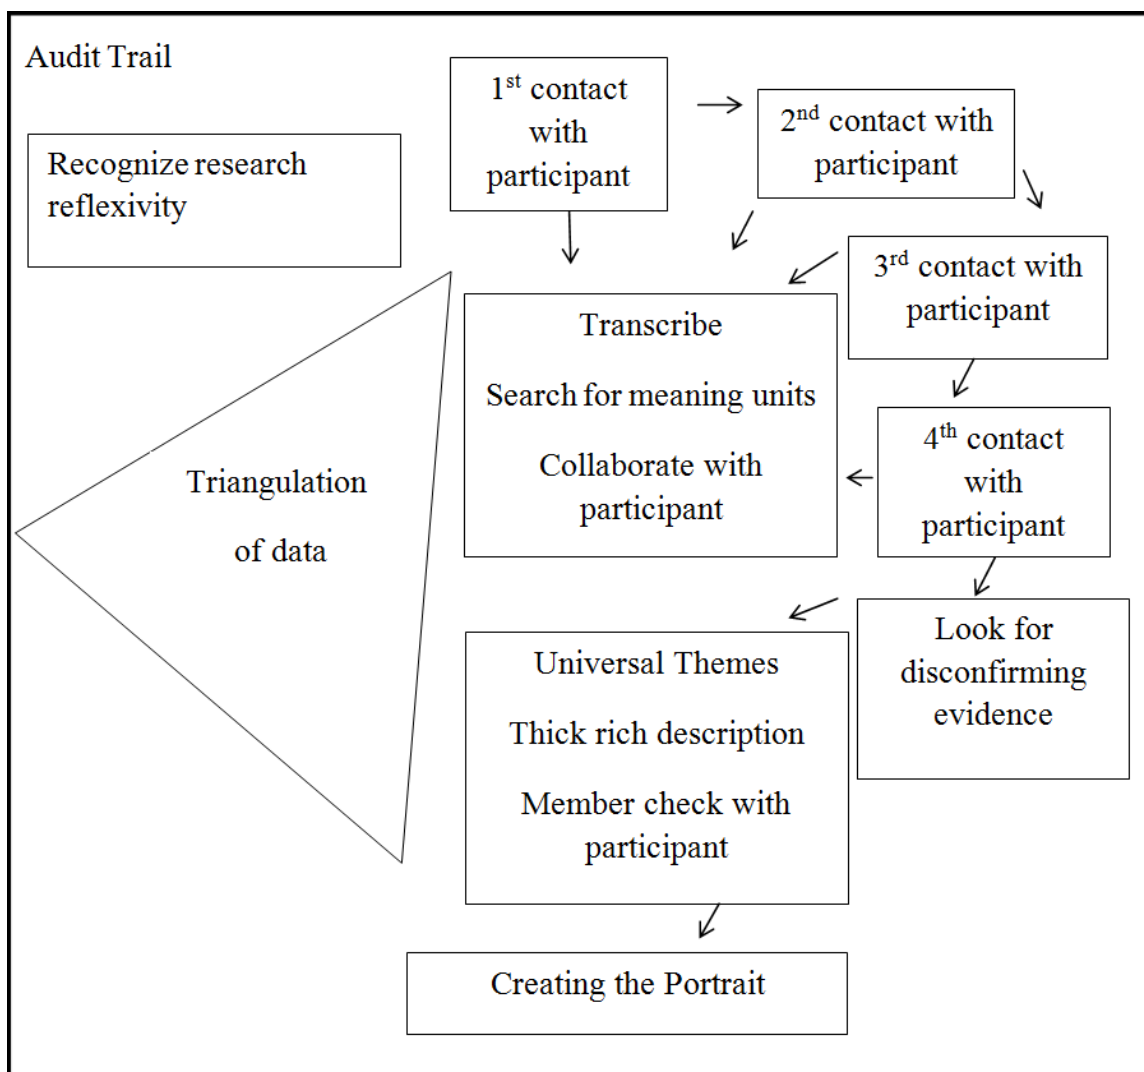 Audit Trail
1st contact
with
participant
2nd contact with
participant
Recognize research
reflexivity
3rd contact with
participant
Transcribe
Search for meaning units
Collaborate with
participant
4th contact
with
participant
Triangulation
of data
Look for
disconfirming
evidence
Universal Themes
Thick rich description
Member check with
participant
Creating the Portrait